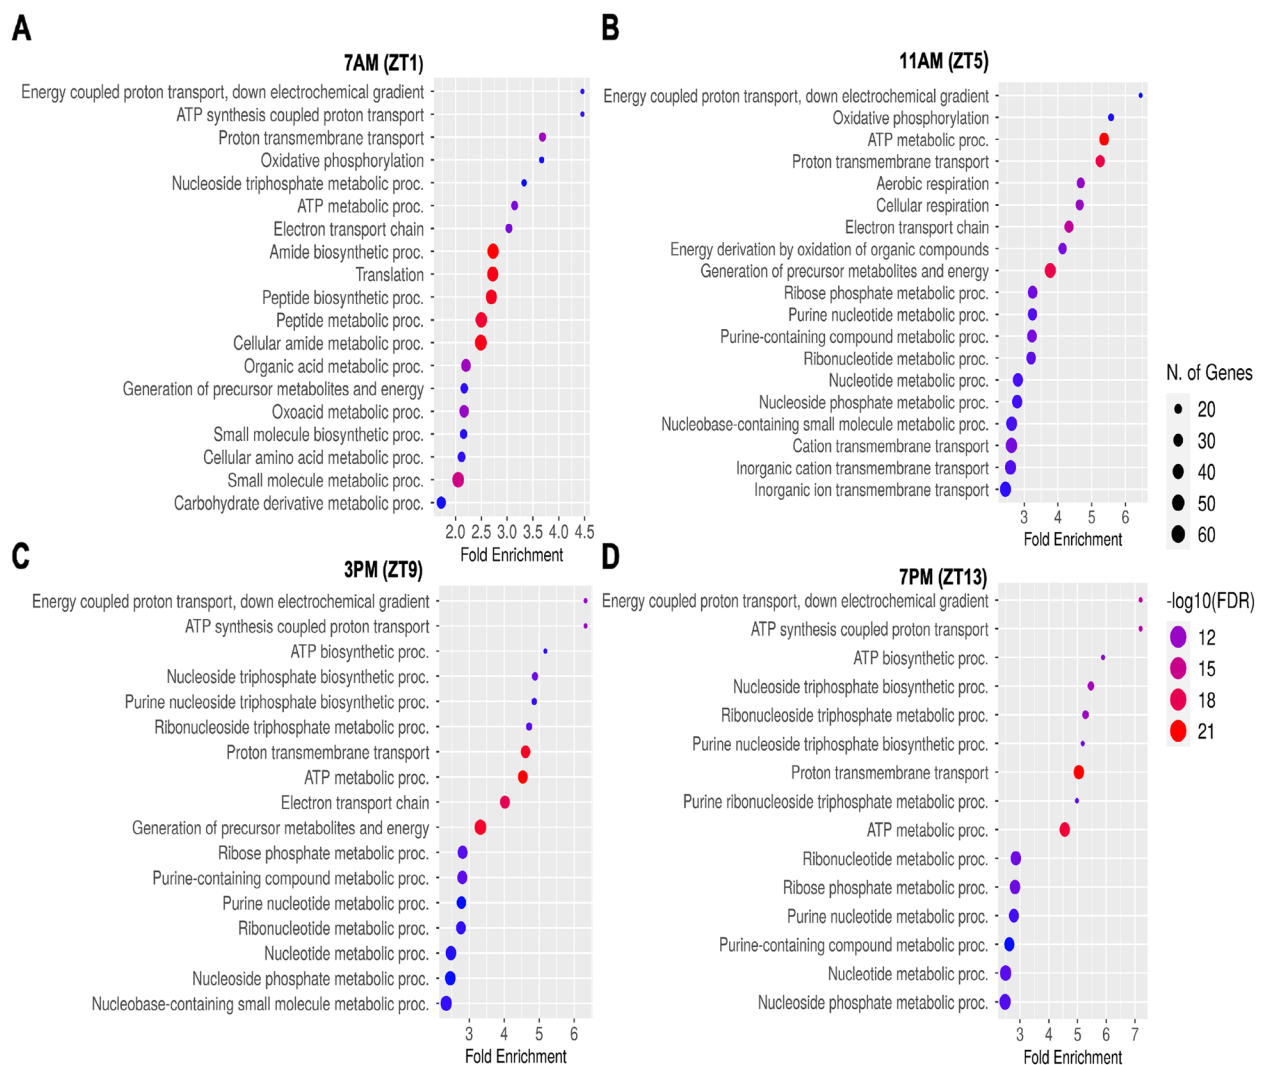 A
7AM (ZT1)
Energy coupled proton transport, down electrochemical gradient
ATP synthesis coupled proton transport
Proton transmembrane transport
Oxidative phosphorylation
Nucleoside triphosphate metabolic proc.
ATP metabolic proc.
Electron transport chain
Amide biosynthetic proc.
Translation
Peptide biosynthetic proc.
Peptide metabolic proc.
Cellular amide metabolic proc.
Organic acid metabolic proc.
Generation of precursor metabolites and energy
Oxoacid metabolic proc.
Small molecule biosynthetic proc.
Cellular amino acid metabolic proc.
Small molecule metabolic proc.
Carbohydrate derivative metabolic proc.
2.0 2.5 3.0 3.5 4.0 4.5
Fold Enrichment
B
11AM (ZT5)
Energy coupled proton transport, down electrochemical gradient
Oxidative phosphorylation
ATP metabolic proc.
Proton transmembrane transport
Aerobic respiration
Cellular respiration
Electron transport chain
Energy derivation by oxidation of organic compounds
Generation of precursor metabolites and energy
Ribose phosphate metabolic proc.
Purine nucleotide metabolic proc.
Purine-containing compound metabolic proc.
Ribonucleotide metabolic proc.
Nucleotide metabolic proc.
Nucleoside phosphate metabolic proc.
Nucleobase-containing small molecule metabolic proc.
Cation transmembrane transport
Inorganic cation transmembrane transport
Inorganic ion transmembrane transport
3 4 5 6
Fold Enrichment
N. of Genes
20
30
40
50
60
-log10(FDR)
12
15
18
21
C
3PM (ZT9)
Energy coupled proton transport, down electrochemical gradient
ATP synthesis coupled proton transport
ATP biosynthetic proc.
Nucleoside triphosphate biosynthetic proc.
Purine nucleoside triphosphate biosynthetic proc.
Ribonucleoside triphosphate metabolic proc.
Proton transmembrane transport
ATP metabolic proc.
Electron transport chain
Generation of precursor metabolites and energy
Ribose phosphate metabolic proc.
Purine-containing compound metabolic proc.
Purine nucleotide metabolic proc.
Ribonucleotide metabolic proc.
Nucleotide metabolic proc.
Nucleoside phosphate metabolic proc.
Nucleobase-containing small molecule metabolic proc.
3 4 5 6
Fold Enrichment
D
7PM (ZT13)
Energy coupled proton transport, down electrochemical gradient
ATP synthesis coupled proton transport
ATP biosynthetic proc.
Nucleoside triphosphate biosynthetic proc.
Ribonucleoside triphosphate metabolic proc.
Purine nucleoside triphosphate biosynthetic proc.
Proton transmembrane transport
Purine ribonucleoside triphosphate metabolic proc.
ATP metabolic proc.
Ribonucleotide metabolic proc.
Ribose phosphate metabolic proc.
Purine nucleotide metabolic proc.
Purine-containing compound metabolic proc.
Nucleotide metabolic proc.
Nucleoside phosphate metabolic proc.
3 4 5 6 7
Fold Enrichment